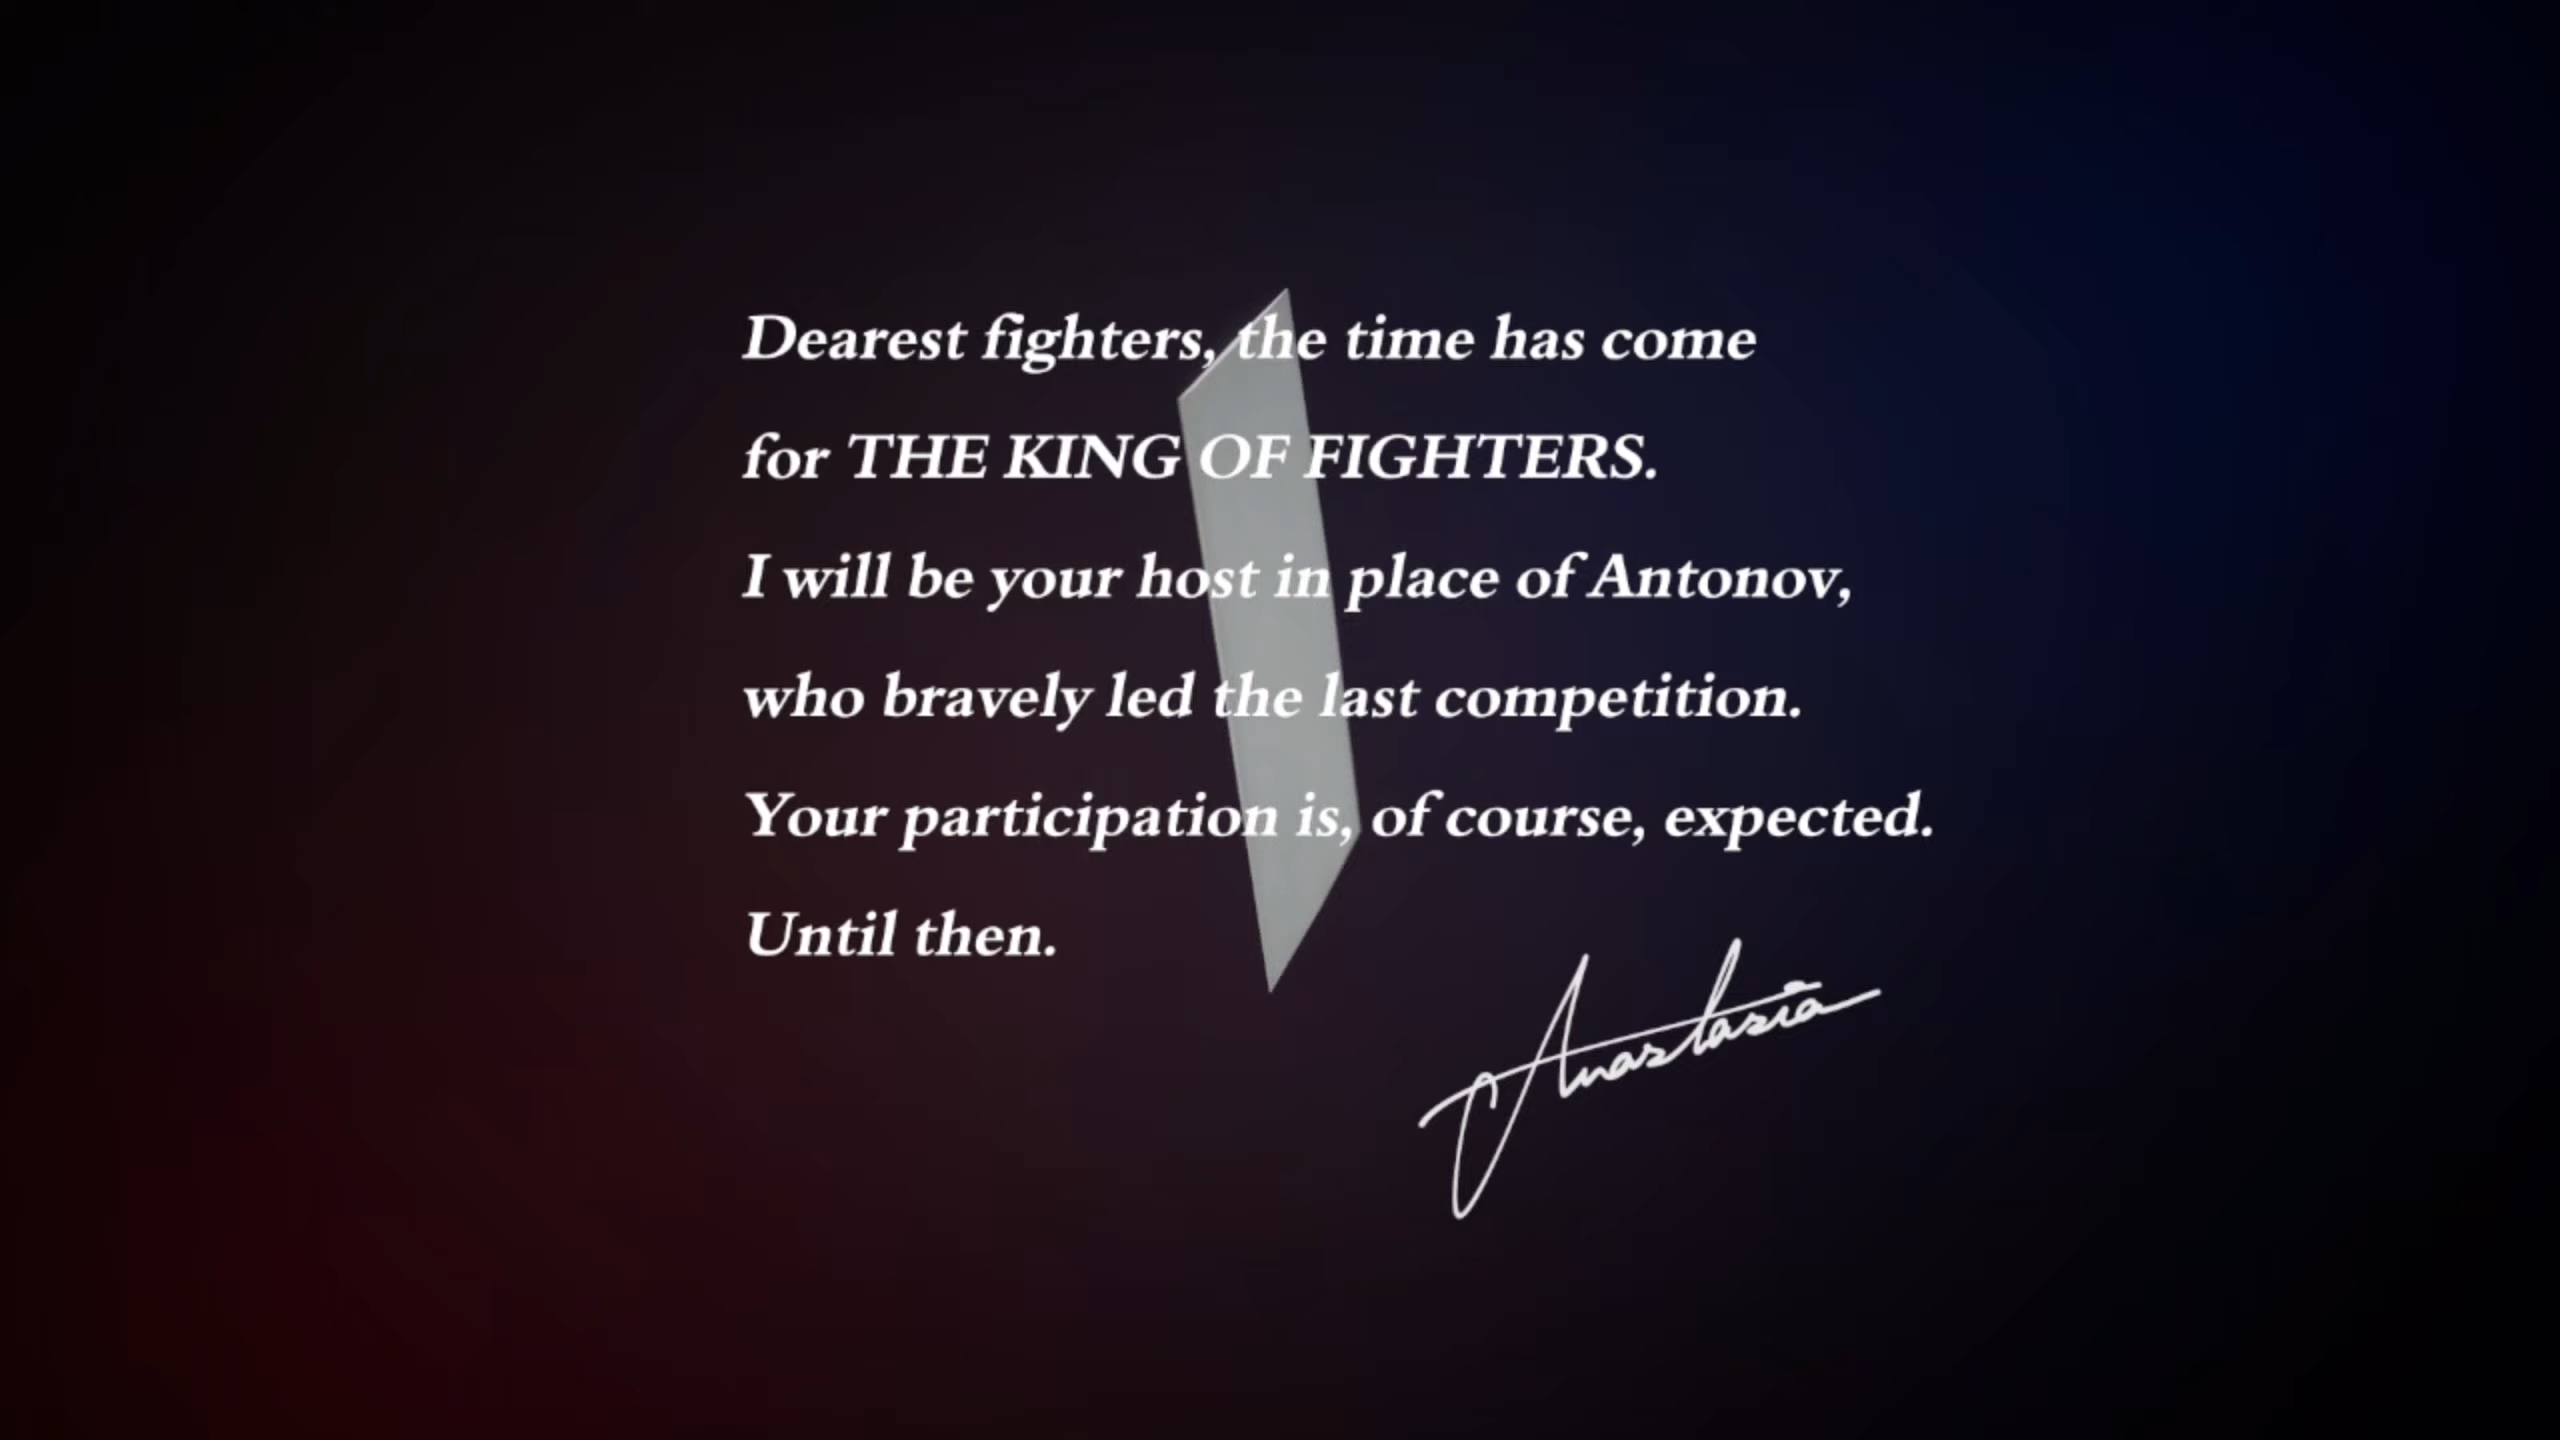 Dearest fighters, the time has come
for THE KING OF FIGHTERS.
I will be your host in place of Antonov,
who bravely led the last competition.
Your participation is, of course, expected.
Until then.
Anastasia